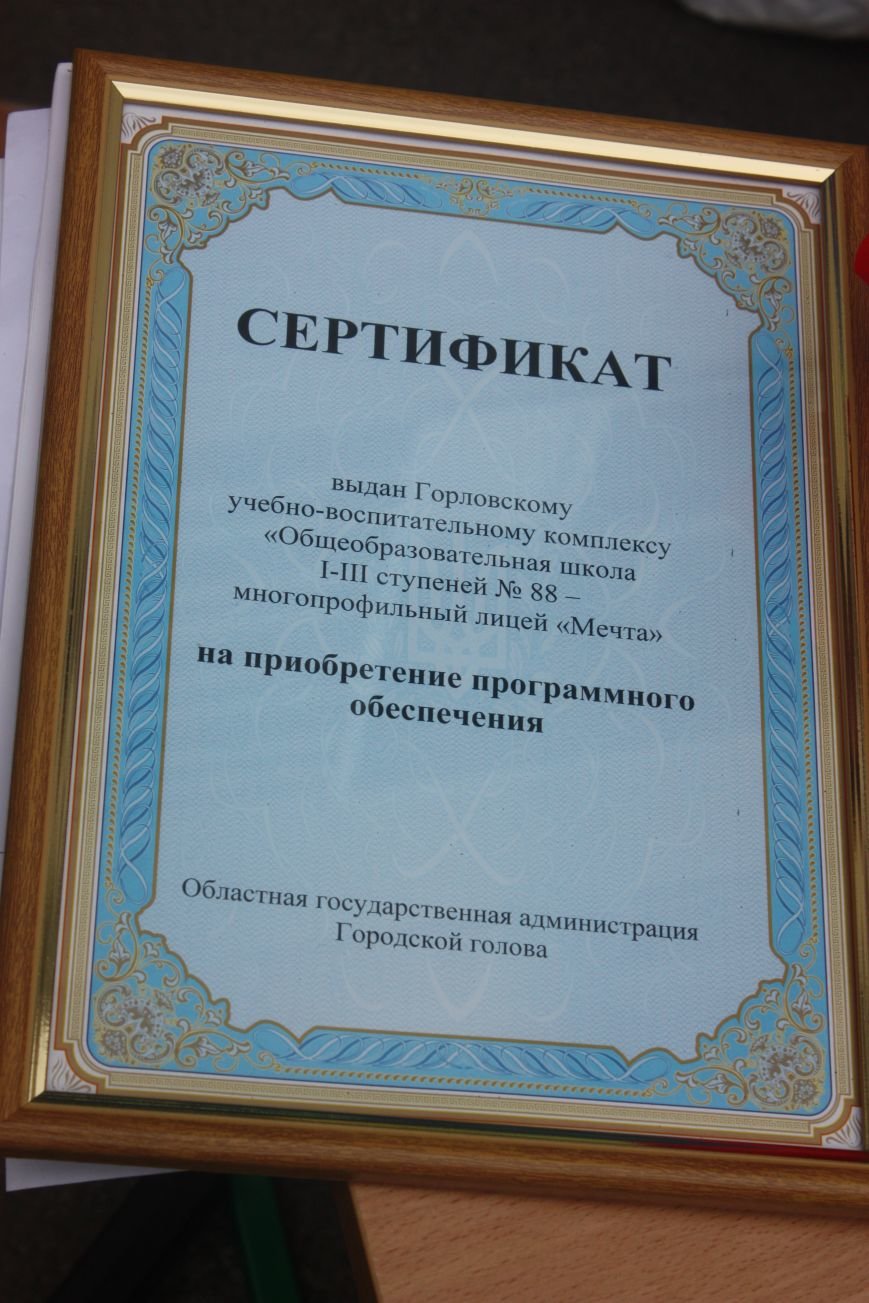 СЕРТИФИКАТ
выдан Горловскому
учебно-воспитательному комплексу
«Общеобразовательная школа
I-III ступеней № 88 –
многопрофильный лицей «Мечта»
на приобретение программного
обеспечения
Областная государственная администрация
Городской голова